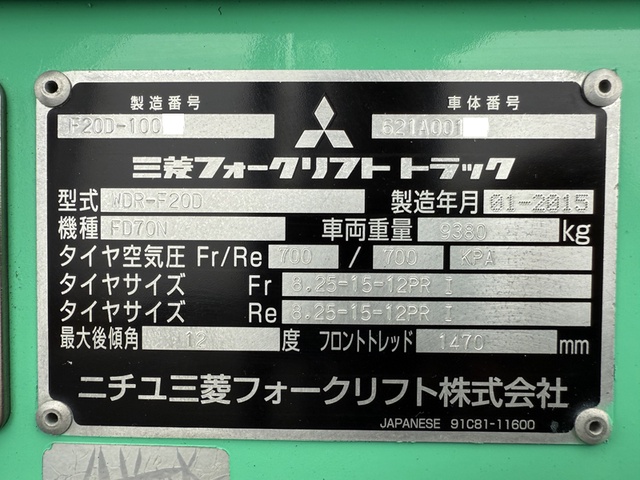 製造番号 車体番号
F20D-100 621A001
三菱フォークリフトトラック
型式 WDR-F20D 製造年月 01-2015
機種 FD70N 車両重量 9380 kg
タイヤ空気圧 Fr/Re 700 / 700 KPA
タイヤサイズ Fr 8.25-15-12PR I
タイヤサイズ Re 8.25-15-12PR I
最大後傾角 12 度 フロントトレッド 1470 mm
ニチユ三菱フォークリフト株式会社
JAPANESE 91C81-11600